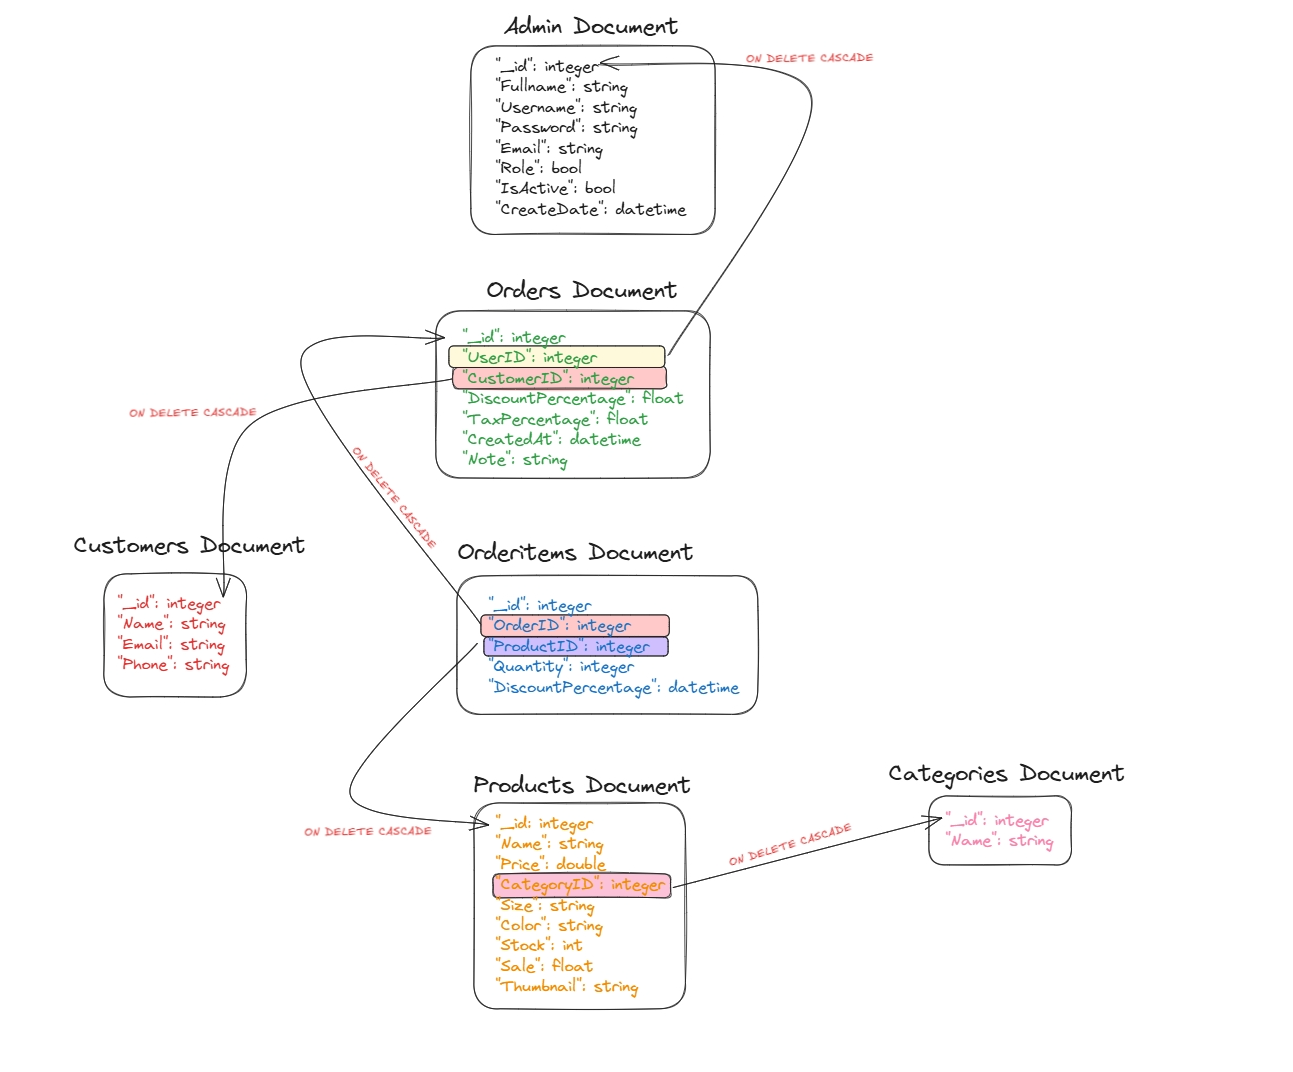 Admin Document
ON DELETE CASCADE
"_id": integer
"Fullname": string
"Username": string
"Password": string
"Email": string
"Role": bool
"IsActive": bool
"CreateDate": datetime
Orders Document
"_id": integer
"UserID": integer
"CustomerID": integer
"DiscountPercentage": float
"TaxPercentage": float
"CreatedAt": datetime
"Note": string
ON DELETE CASCADE
ON DELETE CASCADE
Customers Document
"_id": integer
"Name": string
"Email": string
"Phone": string
Orderitems Document
"_id": integer
"OrderID": integer
"ProductID": integer
"Quantity": integer
"DiscountPercentage": datetime
ON DELETE CASCADE
Products Document
"_id: integer
"Name": string
"Price": double
"CategoryID": integer
"Size": string
"Color": string
"Stock": int
"Sale": float
"Thumbnail": string
ON DELETE CASCADE
Categories Document
"_id": integer
"Name": string